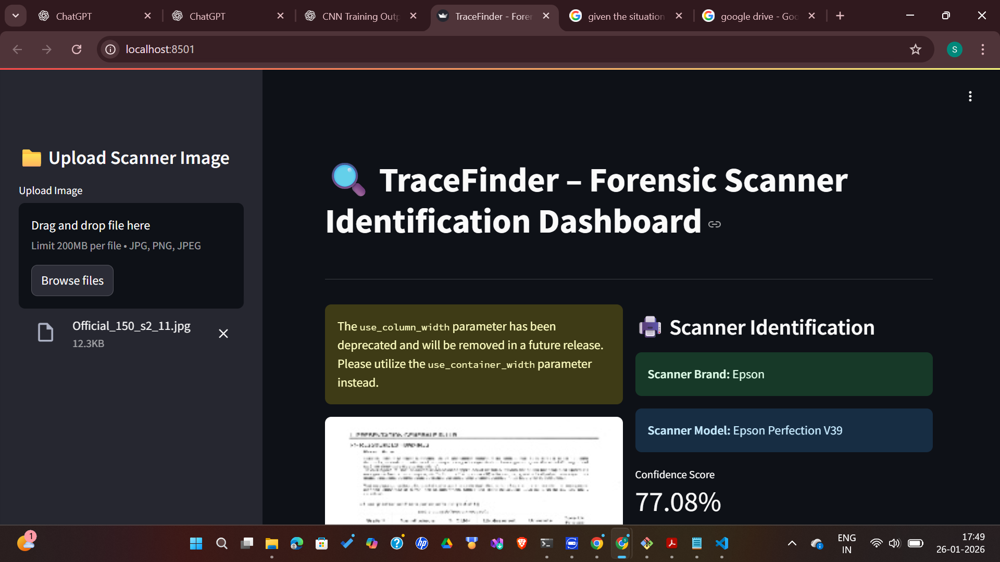 ChatGPT
ChatGPT
CNN Training Outp
TraceFinder - Foren
given the situation
google drive - Goo
localhost:8501
S
Upload Scanner Image
Upload Image
Drag and drop file here
Limit 200MB per file • JPG, PNG, JPEG
Browse files
Official_150_s2_11.jpg
12.3KB
TraceFinder – Forensic Scanner
Identification Dashboard
The use_column_width parameter has been
deprecated and will be removed in a future release.
Please utilize the use_container_width parameter
instead.
Scanner Identification
Scanner Brand: Epson
Scanner Model: Epson Perfection V39
Confidence Score
77.08%
1
hp
ENG
IN
17:49
26-01-2026